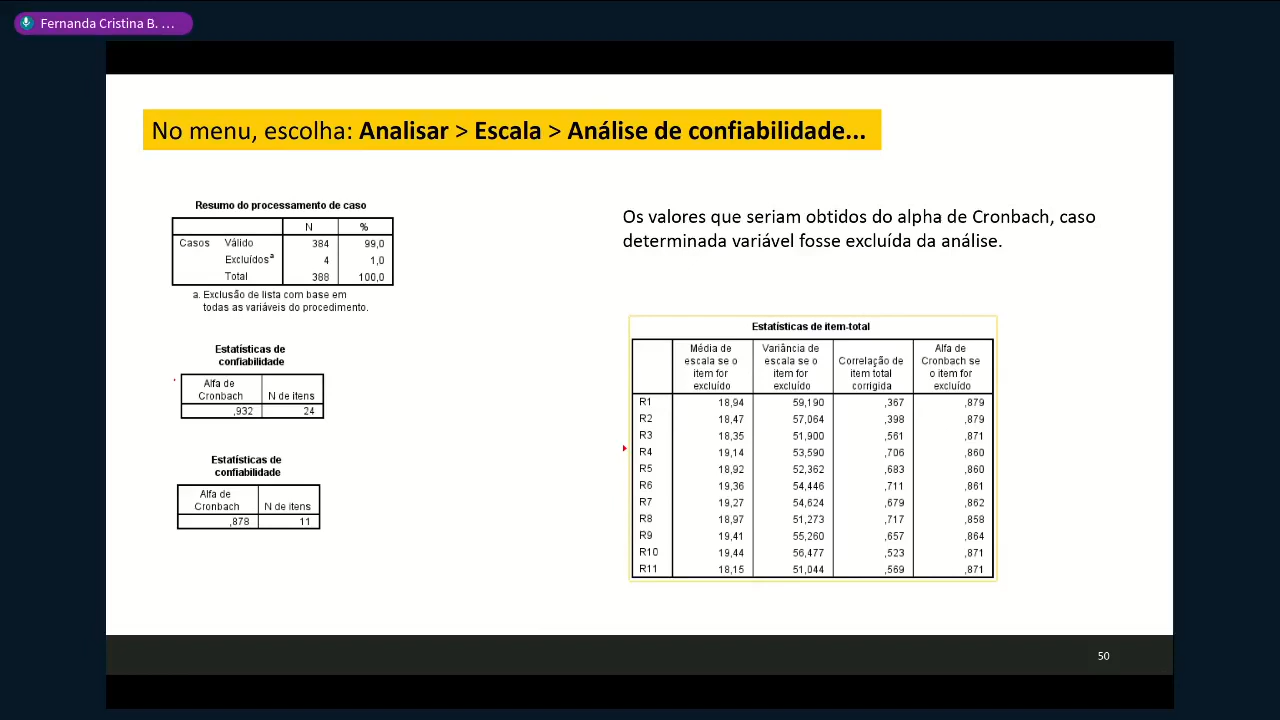 Fernanda Cristina B. ...
No menu, escolha: Analisar > Escala > Análise de confiabilidade...
Resumo do processamento de caso
N %
Casos Válido 384 99,0
Excluídosa 4 1,0
Total 388 100,0
a. Exclusão de lista com base em
todas as variáveis do procedimento.
Estatísticas de
confiabilidade
Alfa de
Cronbach N de itens
,932 24
Estatísticas de
confiabilidade
Alfa de
Cronbach N de itens
,878 11
Os valores que seriam obtidos do alpha de Cronbach, caso
determinada variável fosse excluída da análise.
Estatísticas de item-total
Média de Variância de Alfa de
escala se o escala se o Correlação de Cronbach se
item for item for item total o item for
excluído excluído corrigida excluído
R1 18,94 59,190 ,367 ,879
R2 18,47 57,064 ,398 ,879
R3 18,35 51,900 ,561 ,871
R4 19,14 53,590 ,706 ,860
R5 18,92 52,362 ,683 ,860
R6 19,36 54,446 ,711 ,861
R7 19,27 54,624 ,679 ,862
R8 18,97 51,273 ,717 ,858
R9 19,41 55,260 ,657 ,864
R10 19,44 56,477 ,523 ,871
R11 18,15 51,044 ,569 ,871
50